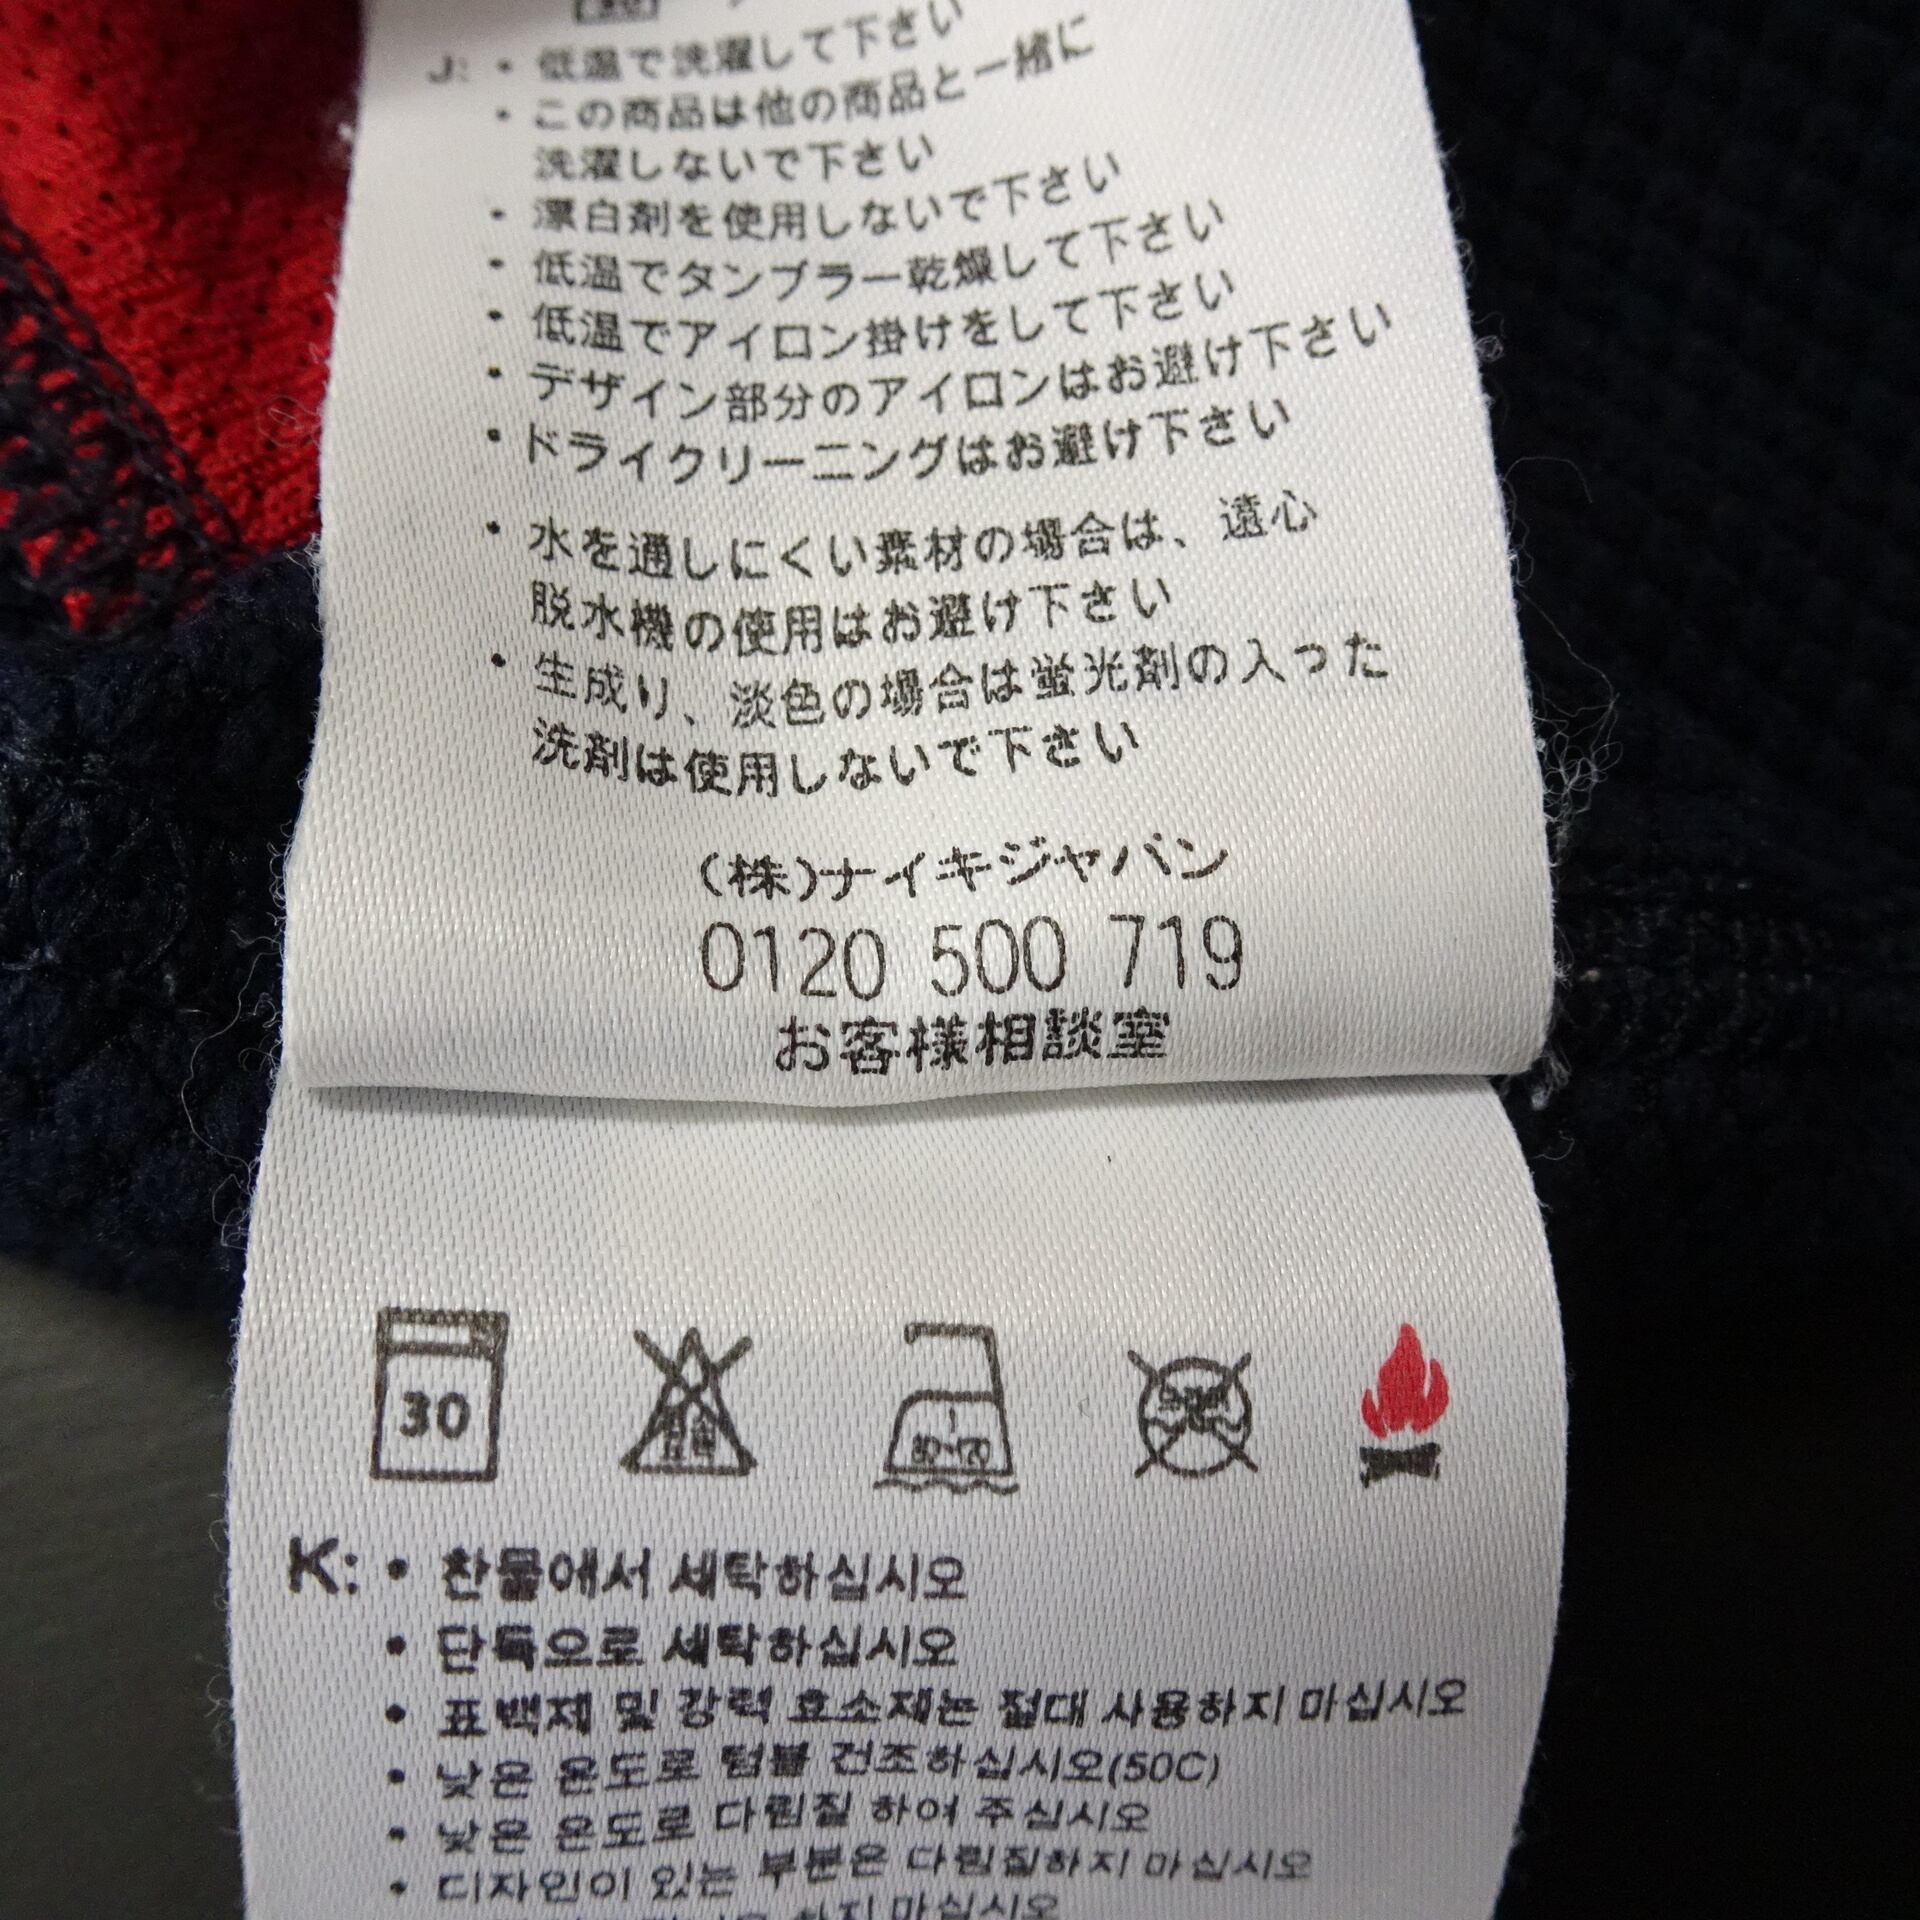 J: ・低温で洗濯して下さい
・この商品は他の商品と一緒に
洗濯しないで下さい
・漂白剤を使用しないで下さい
・低温でタンブラー乾燥して下さい
・低温でアイロン掛けをして下さい
・デザイン部分のアイロンはお避け下さい
・ドライクリーニングはお避け下さい
・水を通しにくい素材の場合は、遠心
脱水機の使用はお避け下さい
・生成り、淡色の場合は蛍光剤の入った
洗剤は使用しないで下さい
(株)ナイキジャパン
0120 500 719
お客様相談室
30
K: • 찬물에서 세탁하십시오
• 단독으로 세탁하십시오
• 표백제 및 강력 효소제는 절대 사용하지 마십시오
• 낮은 온도로 텀블 건조하십시오(50C)
• 낮은 온도로 다림질 하여 주십시오
• 디자인이 있는 부분은 다림질하지 마십시오
하지 마십시오